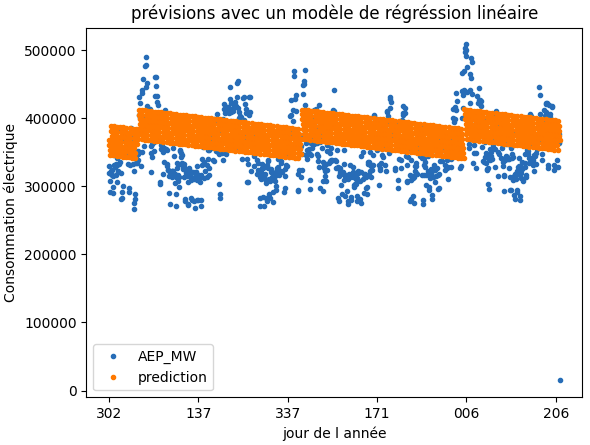 prévisions avec un modèle de régréssion linéaire
Consommation électrique
500000
400000
300000
200000
100000
0
AEP_MW
prediction
302 137 337 171 006 206
jour de l année